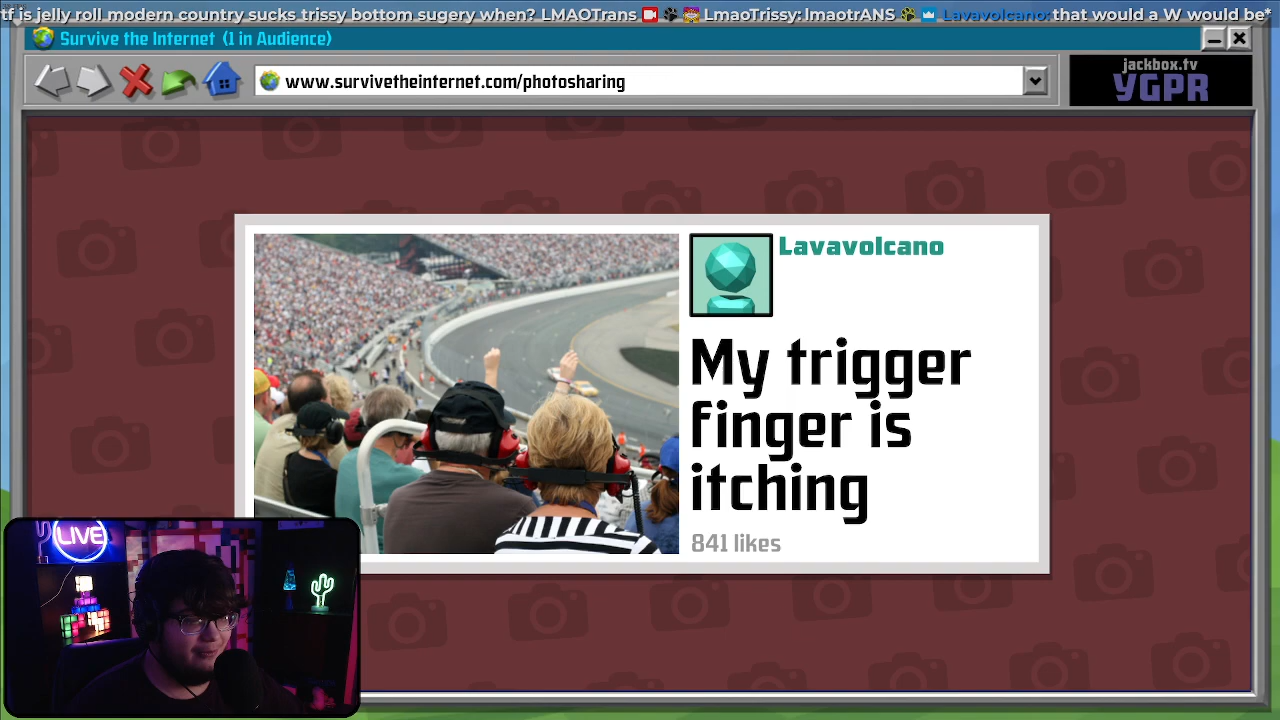 tf is jelly roll modern country sucks trissy bottom sugery when? LMAOTrans LmaoTrissy: lmaotrANS Lavavolcano: that would a W would be*
Survive the Internet (1 in Audience)
www.survivetheinternet.com/photosharing
jackbox.tv
YGPR
Lavavolcano
My trigger
finger is
itching
841 likes
LIVE